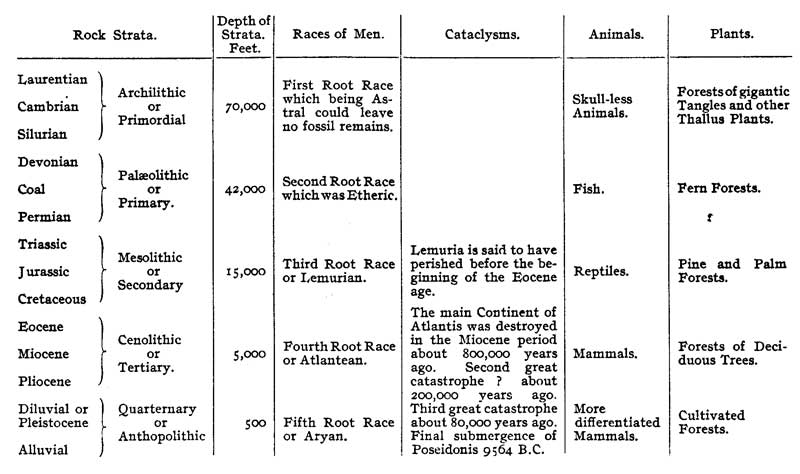 Rock Strata.
Depth of
Strata.
Feet.
Races of Men.
Cataclysms.
Animals.
Plants.
Laurentian
Cambrian
Silurian
Archilithic
or
Primordial
70,000
First Root Race
which being As-
tral could leave
no fossil remains.
Skull-less
Animals.
Forests of gigantic
Tangles and other
Thallus Plants.
Devonian
Coal
Permian
Palæolithic
or
Primary.
42,000
Second Root Race
which was Etheric.
Fish.
Fern Forests.
Triassic
Jurassic
Cretaceous
Mesolithic
or
Secondary
15,000
Third Root Race
or Lemurian.
Lemuria is said to have
perished before the be-
ginning of the Eocene
age.
Reptiles.
Pine and Palm
Forests.
Eocene
Miocene
Pliocene
Cenolithic
or
Tertiary.
5,000
Fourth Root Race
or Atlantean.
The main Continent of
Atlantis was destroyed
in the Miocene period
about 800,000 years
ago. Second great
catastrophe ? about
200,000 years ago.
Mammals.
Forests of Deci-
duous Trees.
Diluvial or
Pleistocene
Alluvial
Quarternary
or
Anthopolithic
500
Fifth Root Race
or Aryan.
Third great catastrophe
about 80,000 years ago.
Final submergence of
Poseidonis 9564 B.C.
More
differentiated
Mammals.
Cultivated
Forests.